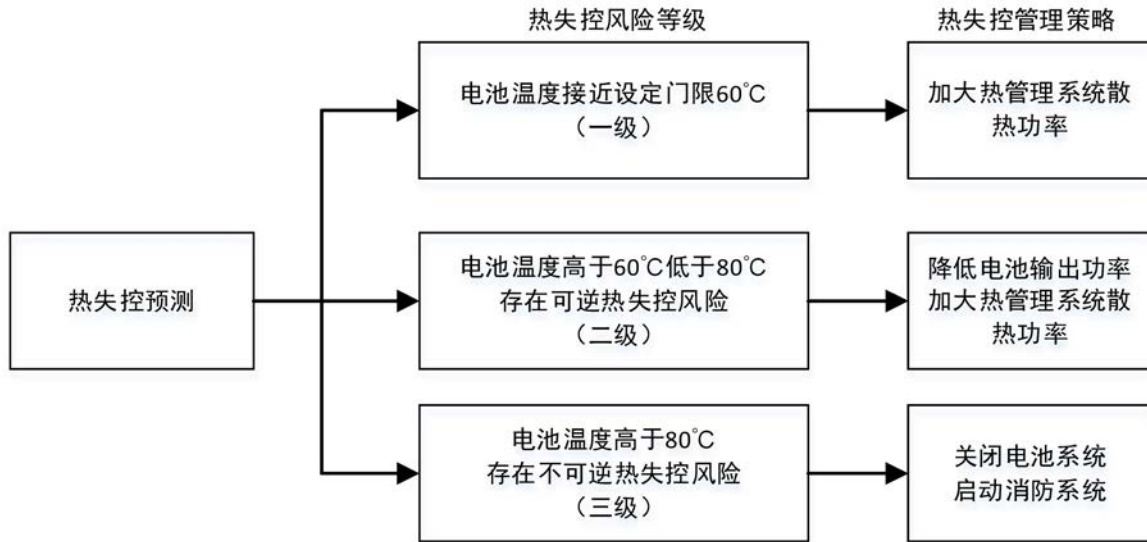 热失控风险等级
热失控管理策略
电池温度接近设定门限60℃
（一级）
加大热管理系统散
热功率
热失控预测
电池温度高于60℃低于80℃
存在可逆热失控风险
（二级）
降低电池输出功率
加大热管理系统散
热功率
电池温度高于80℃
存在不可逆热失控风险
（三级）
关闭电池系统
启动消防系统